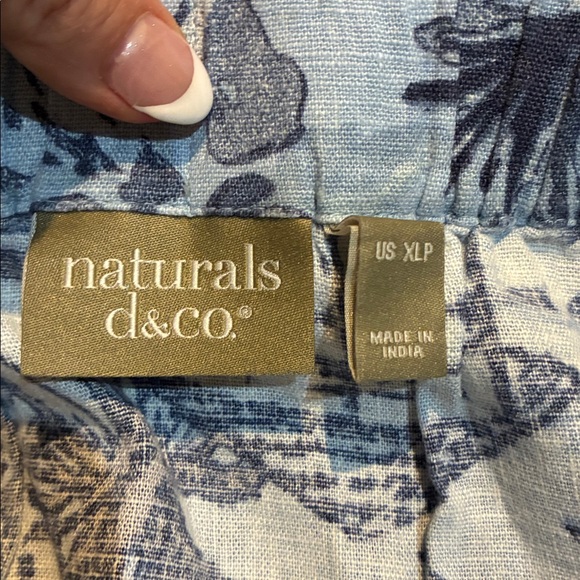 naturals
d&co.®
US XLP
MADE IN
INDIA